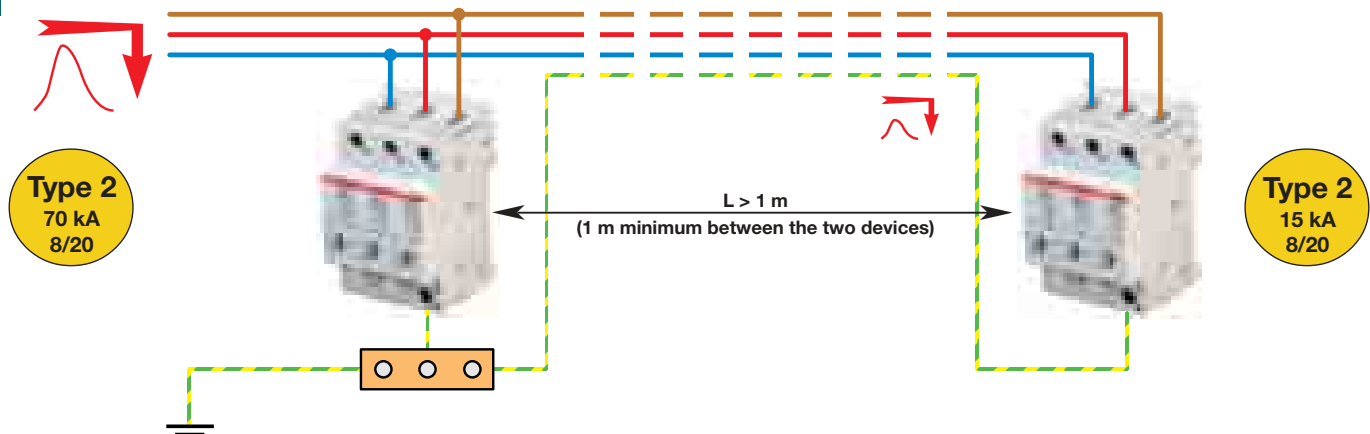 Type 2
70 kA
8/20
L > 1 m
(1 m minimum between the two devices)
Type 2
15 kA
8/20